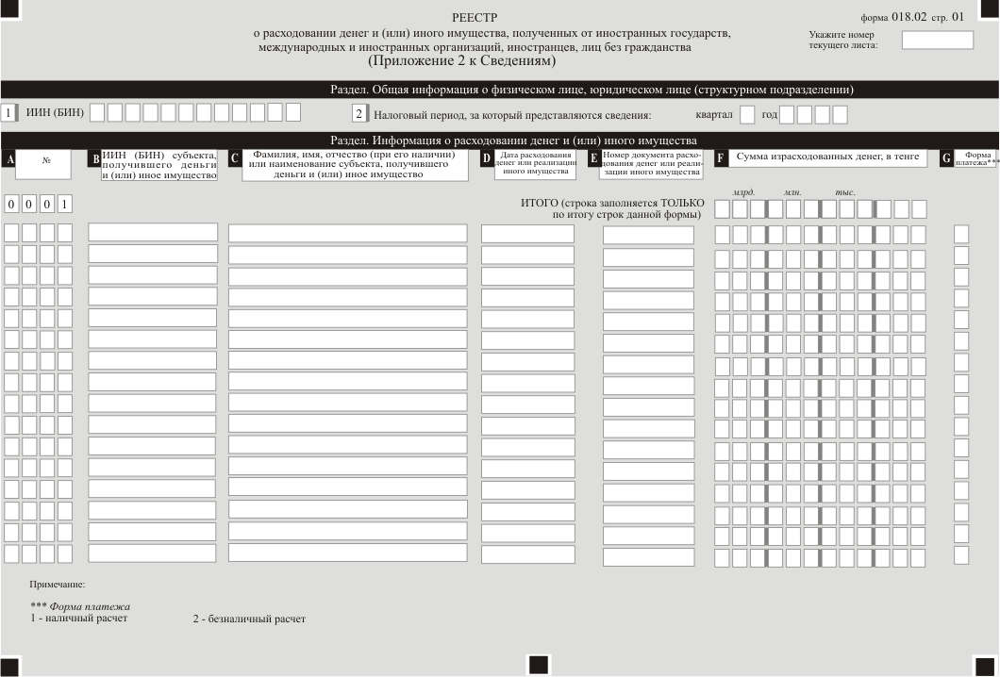 РЕЕСТР
форма 018.02 стр. 01
о расходовании денег и (или) иного имущества, полученных от иностранных государств,
международных и иностранных организаций, иностранцев, лиц без гражданства
(Приложение 2 к Сведениям)
Укажите номер
текущего листа:
Раздел. Общая информация о физическом лице, юридическом лице (структурном подразделении)
1 ИИН (БИН)
2 Налоговый период, за который представляются сведения: квартал год
Раздел. Информация о расходовании денег и (или) иного имущества
A №
B ИИН (БИН) субъекта,
получившего деньги
и (или) иное имущество
C Фамилия, имя, отчество (при его наличии)
или наименование субъекта, получившего
деньги и (или) иное имущество
D Дата расходования
денег или реализации
иного имущества
E Номер документа расхо-
дования денег или реали-
зации иного имущества
F Сумма израсходованных денег, в тенге
G Форма
платежа***
0 0 0 1
ИТОГО (строка заполняется ТОЛЬКО
по итогу строк данной формы)
млрд. млн. тыс.
Примечание:
*** Форма платежа
1 - наличный расчет 2 - безналичный расчет